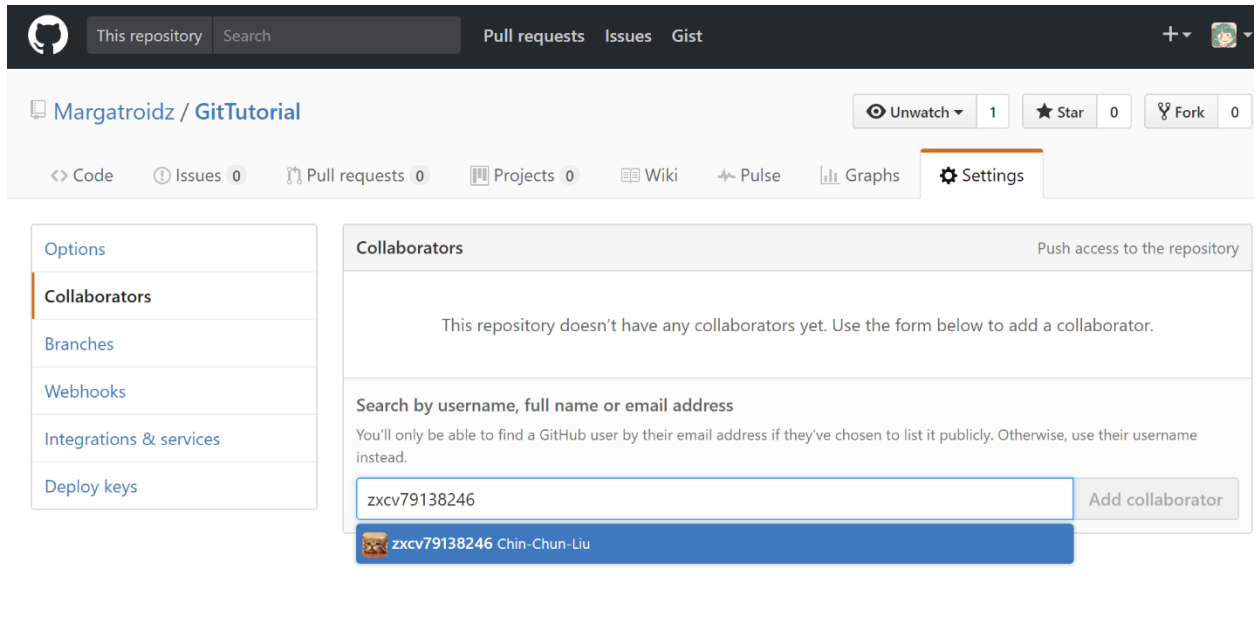 This repository Search Pull requests Issues Gist
Margatroidz / GitTutorial Unwatch 1 Star 0 Fork 0
Code Issues 0 Pull requests 0 Projects 0 Wiki Pulse Graphs Settings
Options
Collaborators
Branches
Webhooks
Integrations & services
Deploy keys
Collaborators Push access to the repository
This repository doesn't have any collaborators yet. Use the form below to add a collaborator.
Search by username, full name or email address
You'll only be able to find a GitHub user by their email address if they've chosen to list it publicly. Otherwise, use their username
instead.
zxcv79138246 Add collaborator
zxcv79138246 Chin-Chun-Liu